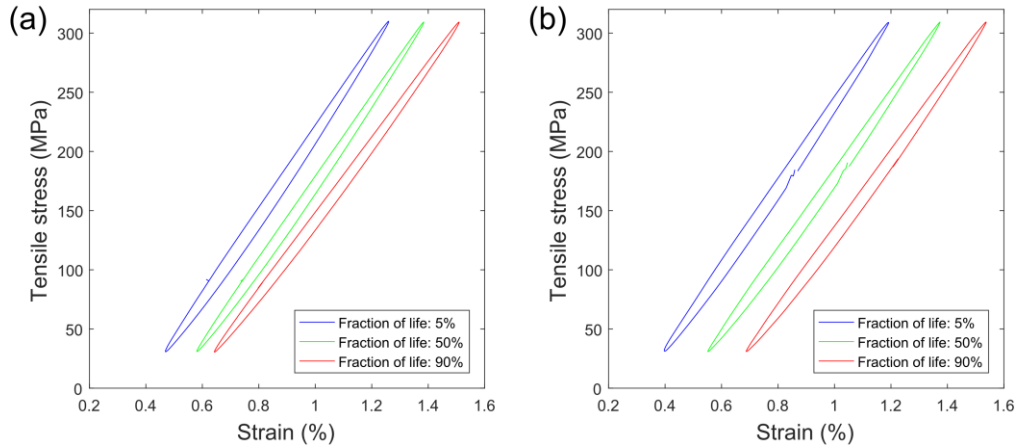 (a)
300
250
200
150
100
50
0
Tensile stress (MPa)
0.2 0.4 0.6 0.8 1 1.2 1.4 1.6
Strain (%)
Fraction of life: 5%
Fraction of life: 50%
Fraction of life: 90%
(b)
300
250
200
150
100
50
0
Tensile stress (MPa)
0.2 0.4 0.6 0.8 1 1.2 1.4 1.6
Strain (%)
Fraction of life: 5%
Fraction of life: 50%
Fraction of life: 90%